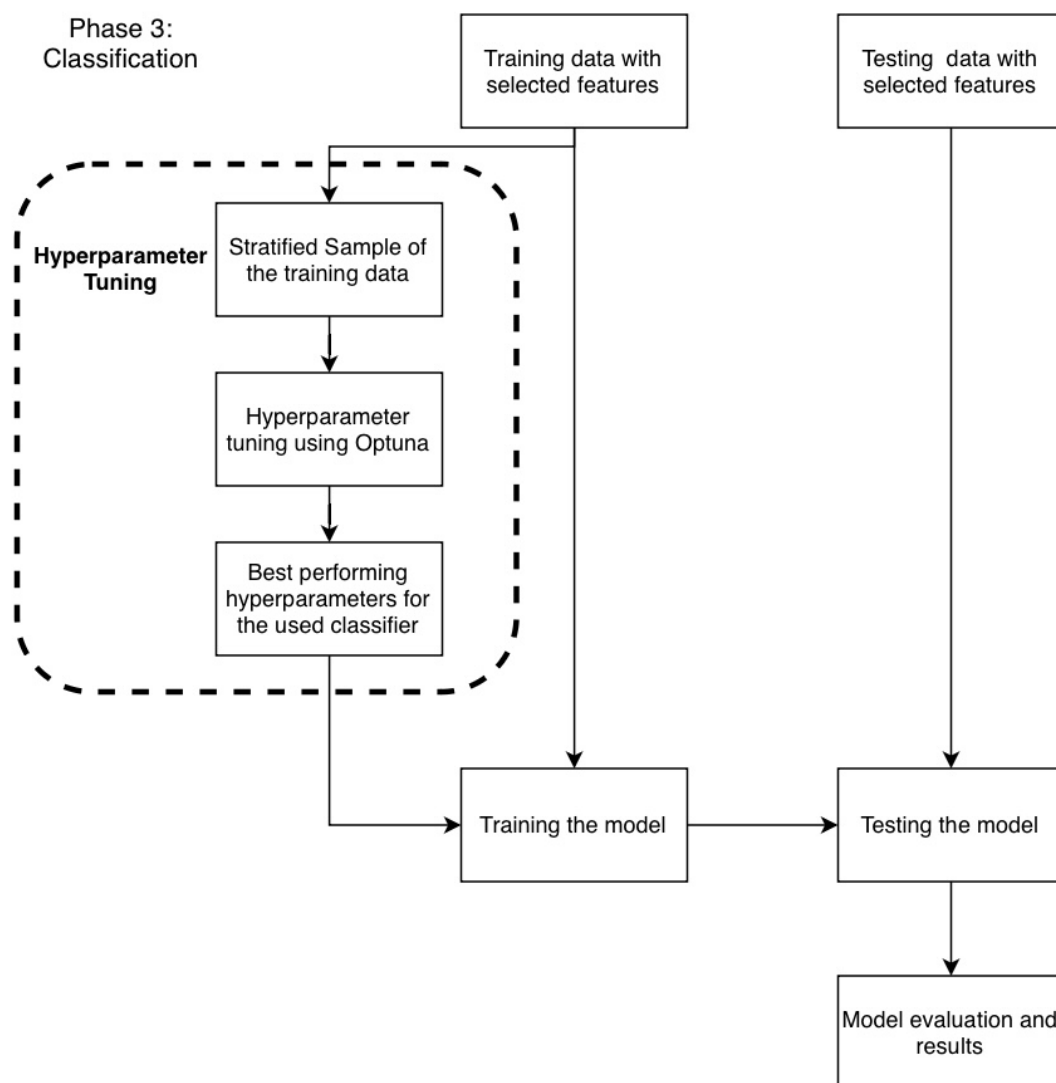 Phase 3:
Classification
Training data with
selected features
Testing data with
selected features
Hyperparameter
Tuning
Stratified Sample of
the training data
Hyperparameter
tuning using Optuna
Best performing
hyperparameters for
the used classifier
Training the model
Testing the model
Model evaluation and
results